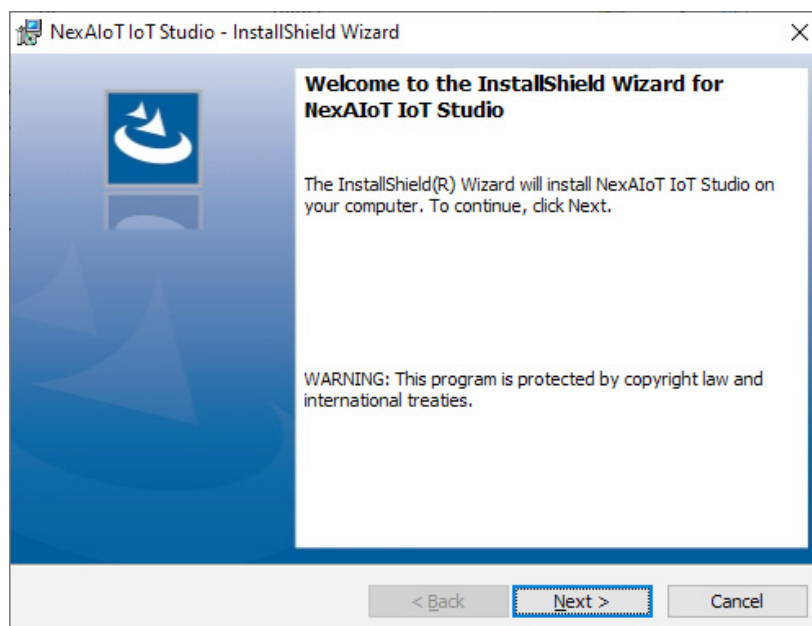 NexAIoT IoT Studio - InstallShield Wizard
Welcome to the InstallShield Wizard for
NexAIoT IoT Studio
The InstallShield(R) Wizard will install NexAIoT IoT Studio on
your computer. To continue, click Next.
WARNING: This program is protected by copyright law and
international treaties.
< Back
Next >
Cancel